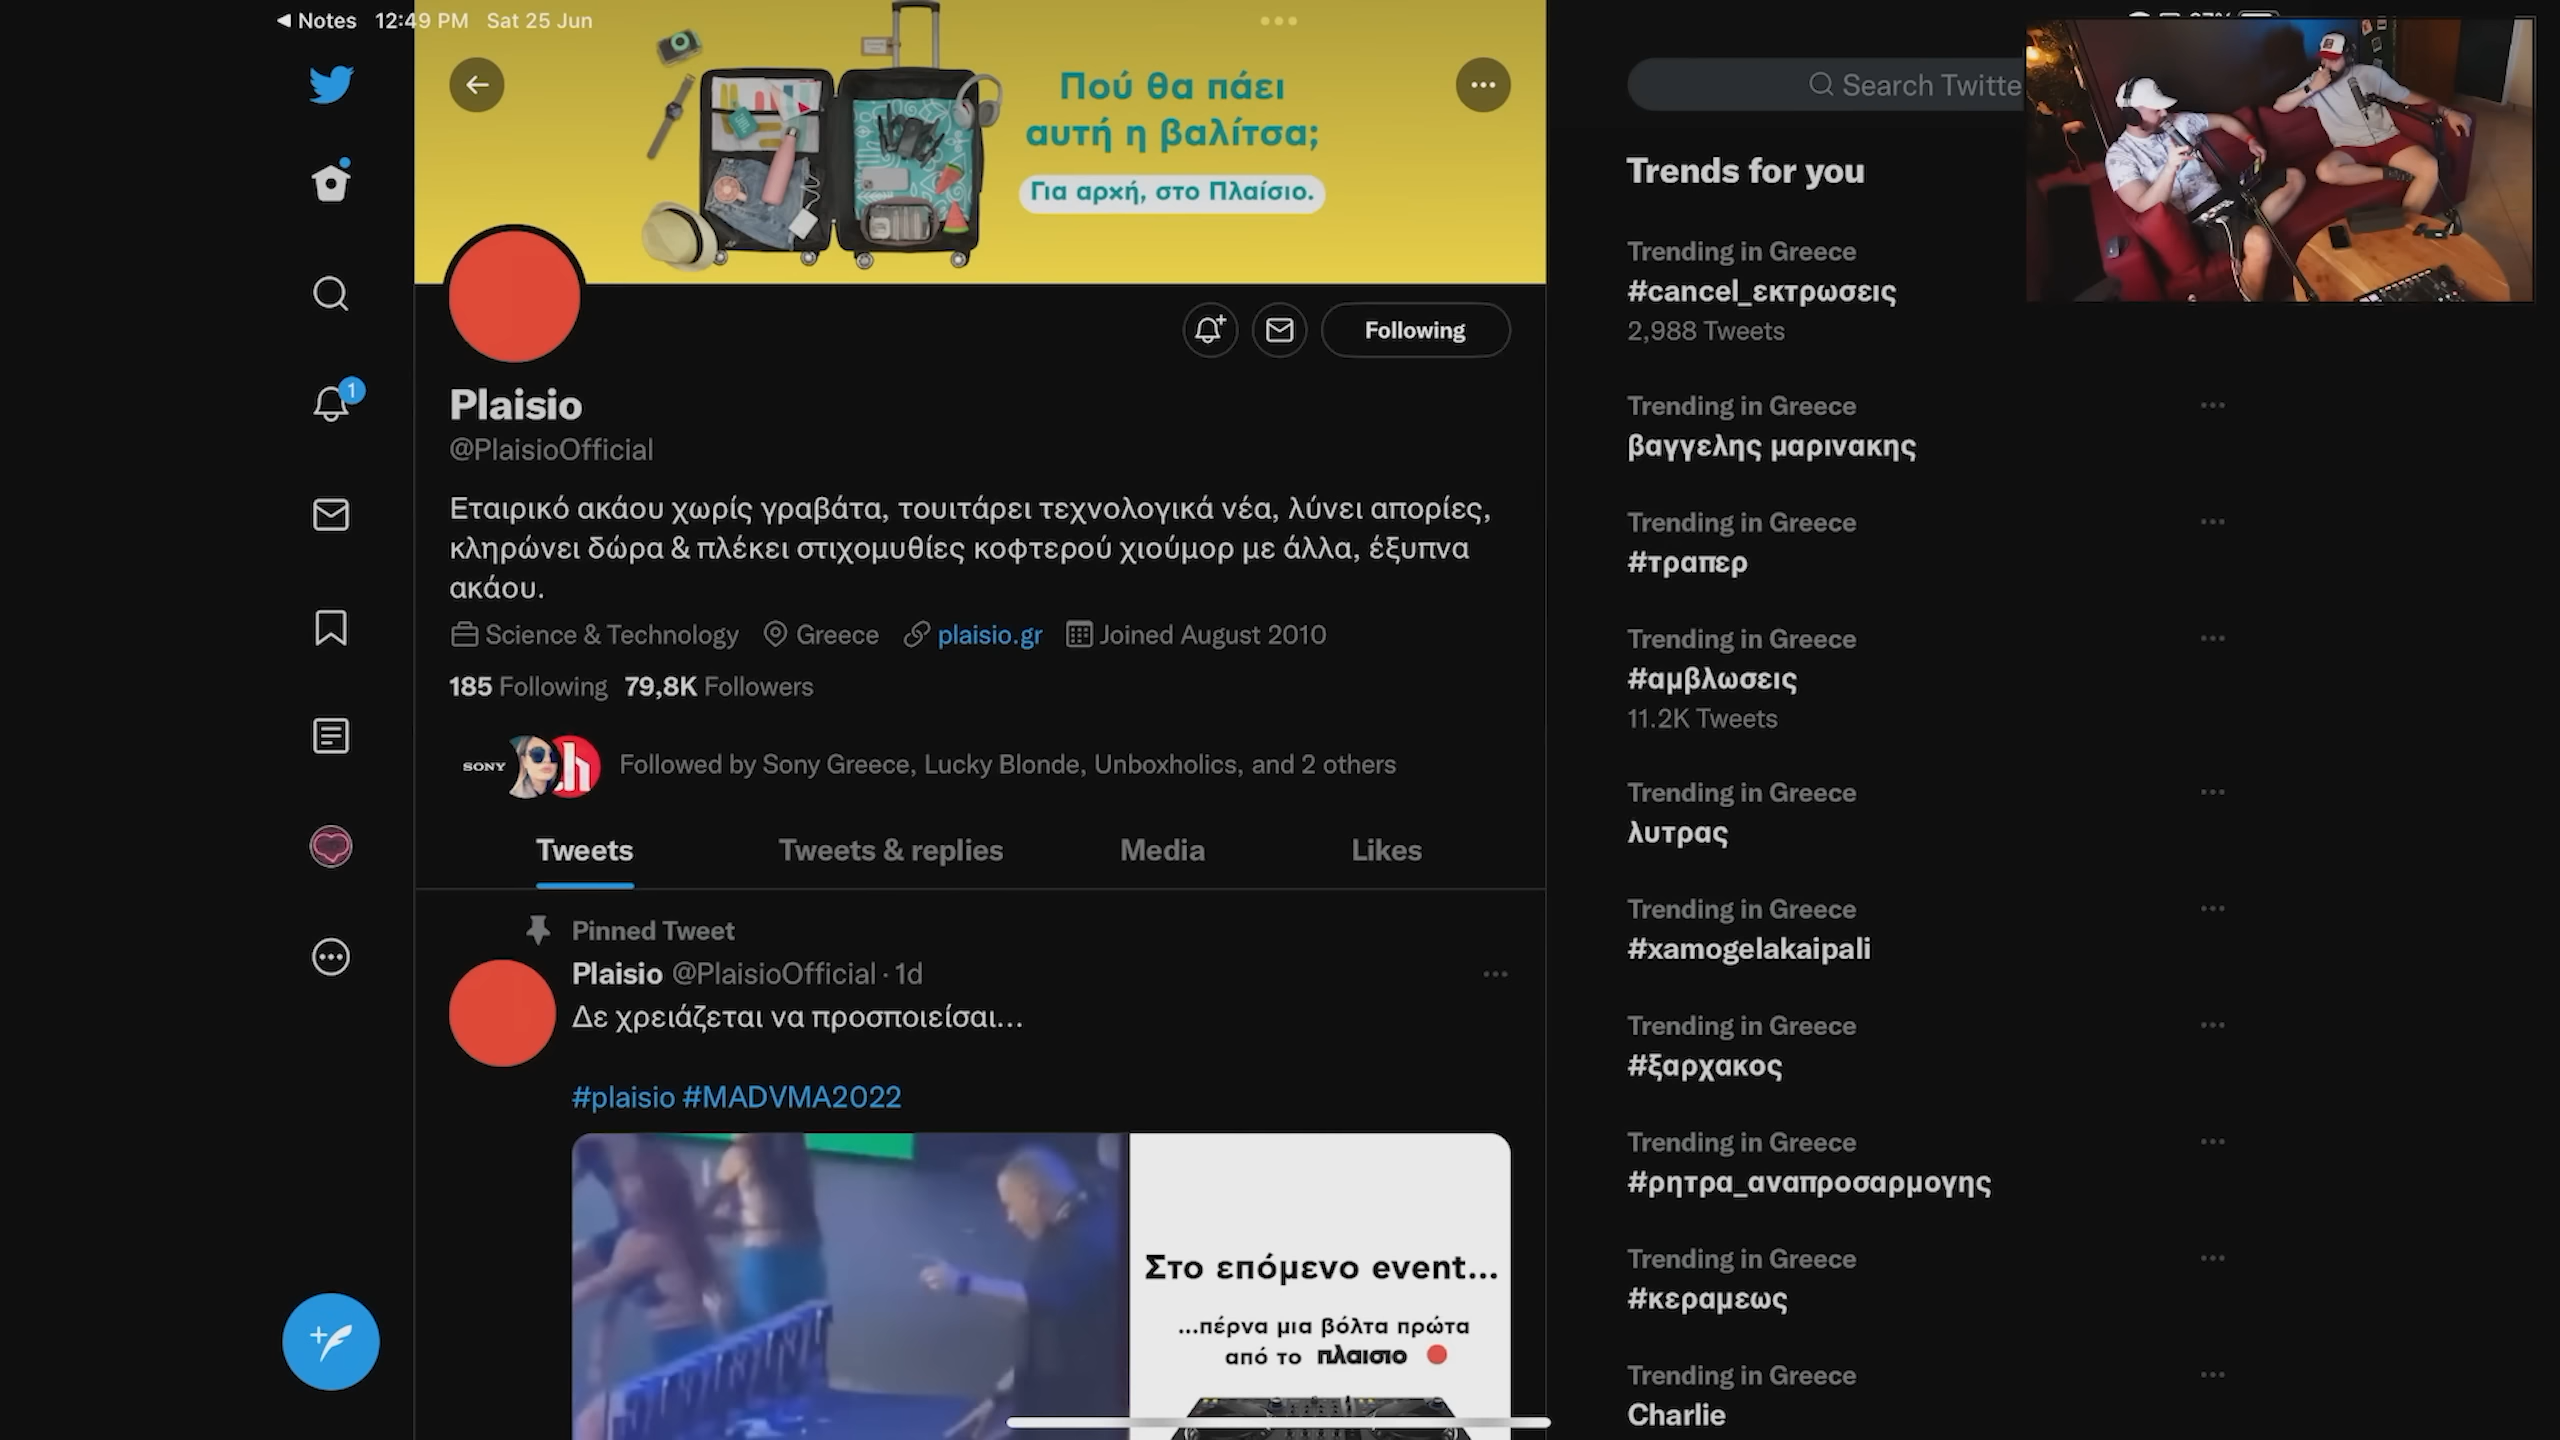 Notes 12:49 PM Sat 25 Jun
Πού θα πάει
αυτή η βαλίτσα;
Για αρχή, στο Πλαίσιο.
Following
Plaisio
@PlaisioOfficial
Εταιρικό ακάου χωρίς γραβάτα, τουιτάρει τεχνολογικά νέα, λύνει απορίες,
κληρώνει δώρα & πλέκει στιχομυθίες κοφτερού χιούμορ με άλλα, έξυπνα
ακάου.
Science & Technology Greece plaisio.gr Joined August 2010
185 Following 79,8K Followers
SONY h Followed by Sony Greece, Lucky Blonde, Unboxholics, and 2 others
Tweets Tweets & replies Media Likes
Pinned Tweet
Plaisio @PlaisioOfficial · 1d
Δε χρειάζεται να προσποιείσαι...
#plaisio #MADVMA2022
Στο επόμενο event...
...πέρνα μια βόλτα πρώτα
από το πλαισιο
1
Search Twitte
Trends for you
Trending in Greece
#cancel_εκτρωσεις
2,988 Tweets
Trending in Greece
βαγγελης μαρινακης
Trending in Greece
#τραπερ
Trending in Greece
#αμβλωσεις
11.2K Tweets
Trending in Greece
λυτρας
Trending in Greece
#xamogelakaipali
Trending in Greece
#ξαρχακος
Trending in Greece
#ρητρα_αναπροσαρμογης
Trending in Greece
#κεραμεως
Trending in Greece
Charlie